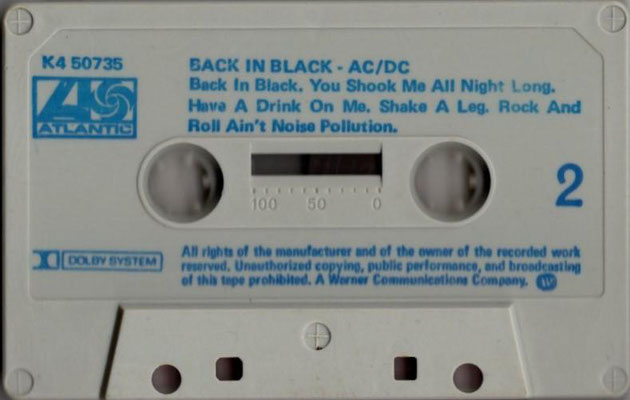 K4 50735
ATLANTIC
BACK IN BLACK - AC/DC
Back In Black. You Shook Me All Night Long.
Have A Drink On Me. Shake A Leg. Rock And
Roll Ain't Noise Pollution.
100 50 0
2
DOLBY SYSTEM
All rights of the manufacturer and of the owner of the recorded work
reserved. Unauthorized copying, public performance, and broadcasting
of this tape prohibited. A Warner Communications Company.